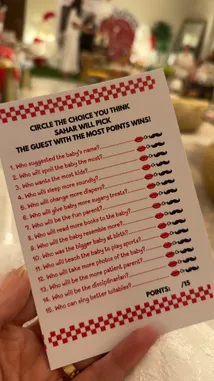 CIRCLE THE CHOICE YOU THINK
SAHAR WILL PICK
THE GUEST WITH THE MOST POINTS WINS!
1. Who suggested the baby's name?
2. Who will spoil the baby the most?
3. Who wants the most kids?
4. Who will sleep more soundly?
5. Who will change more diapers?
6. Who will give baby more sugary treats?
7. Who will be the fun parent?
8. Who will read more books to the baby?
9. Who will the baby resemble more?
10. Who was the bigger baby at birth?
11. Who will teach the baby to play sports?
12. Who will take more photos of the baby?
13. Who will be the more patient parent?
14. Who will be the disciplinarian?
15. Who can sing better lullabies?
POINTS: /15